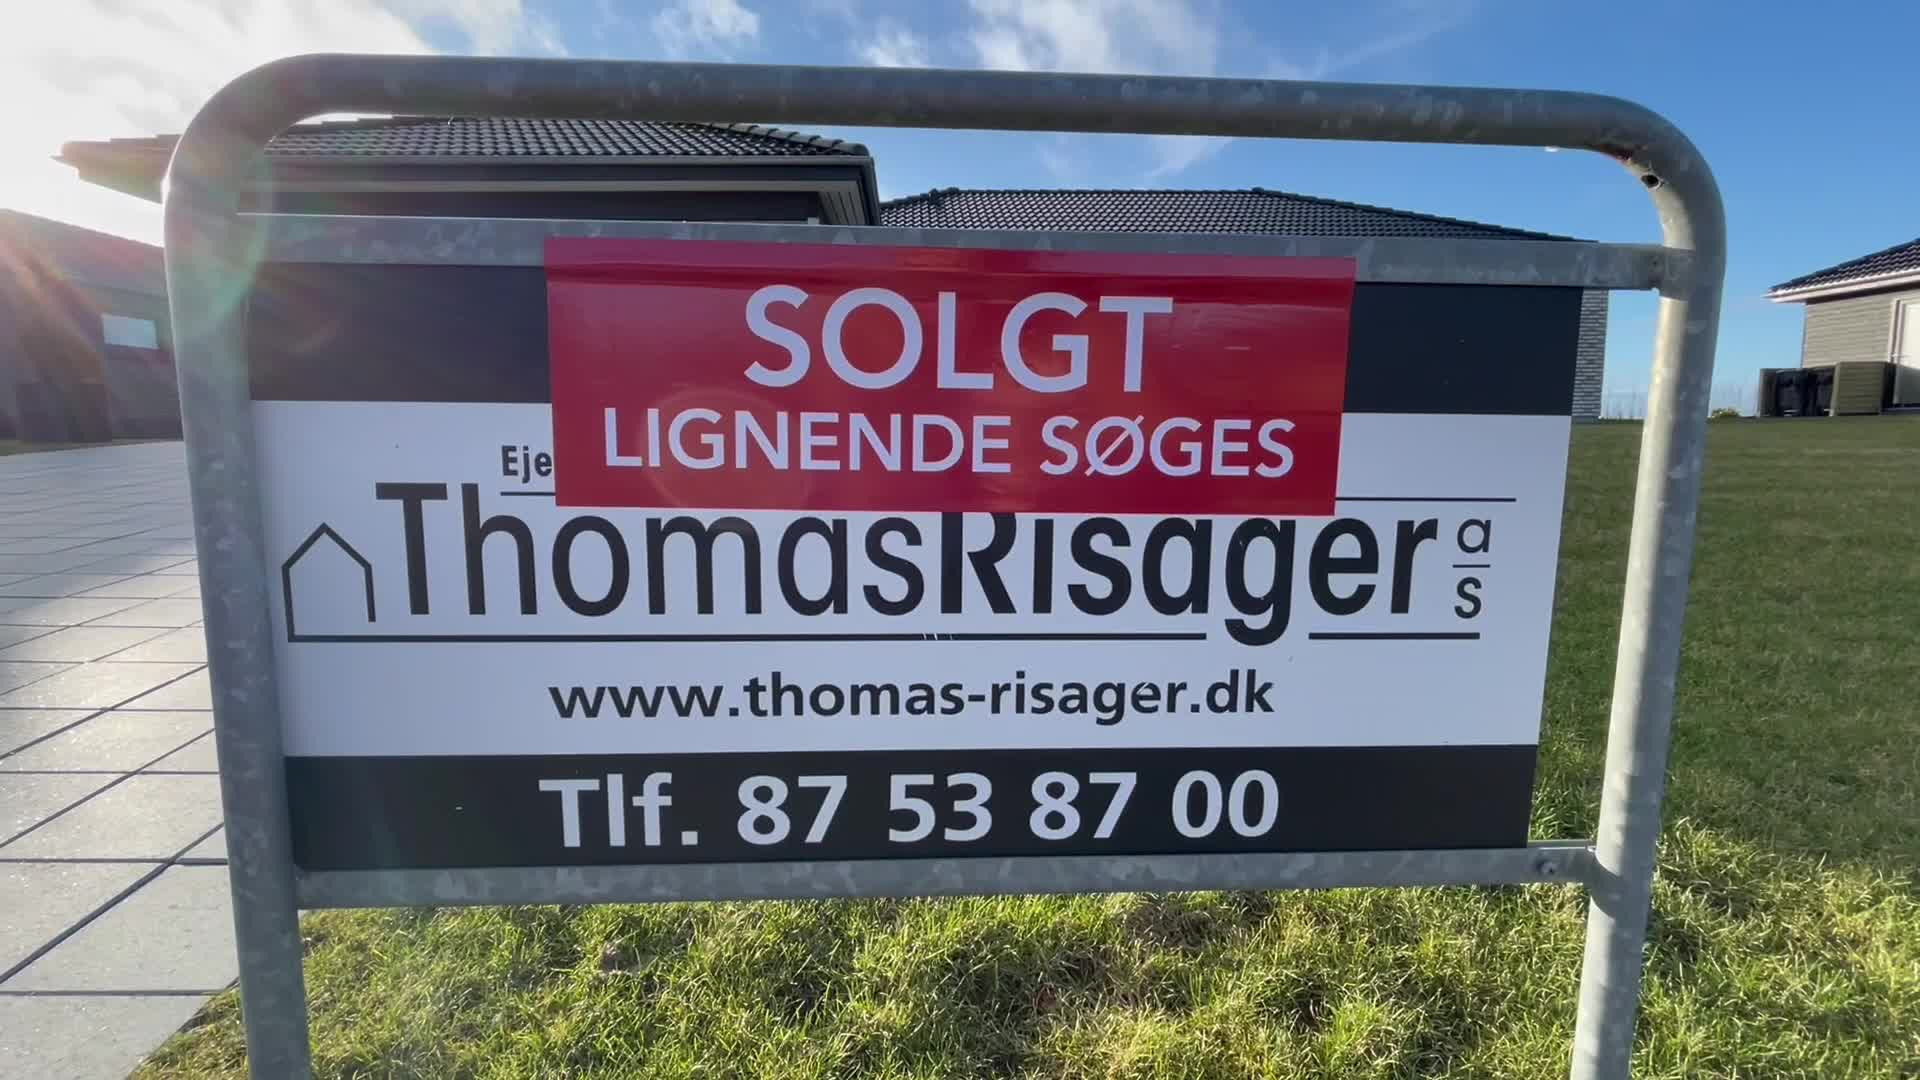 SOLGT
LIGNENDE SØGES
Eje
ThomasRisager a/s
www.thomas-risager.dk
Tlf. 87 53 87 00